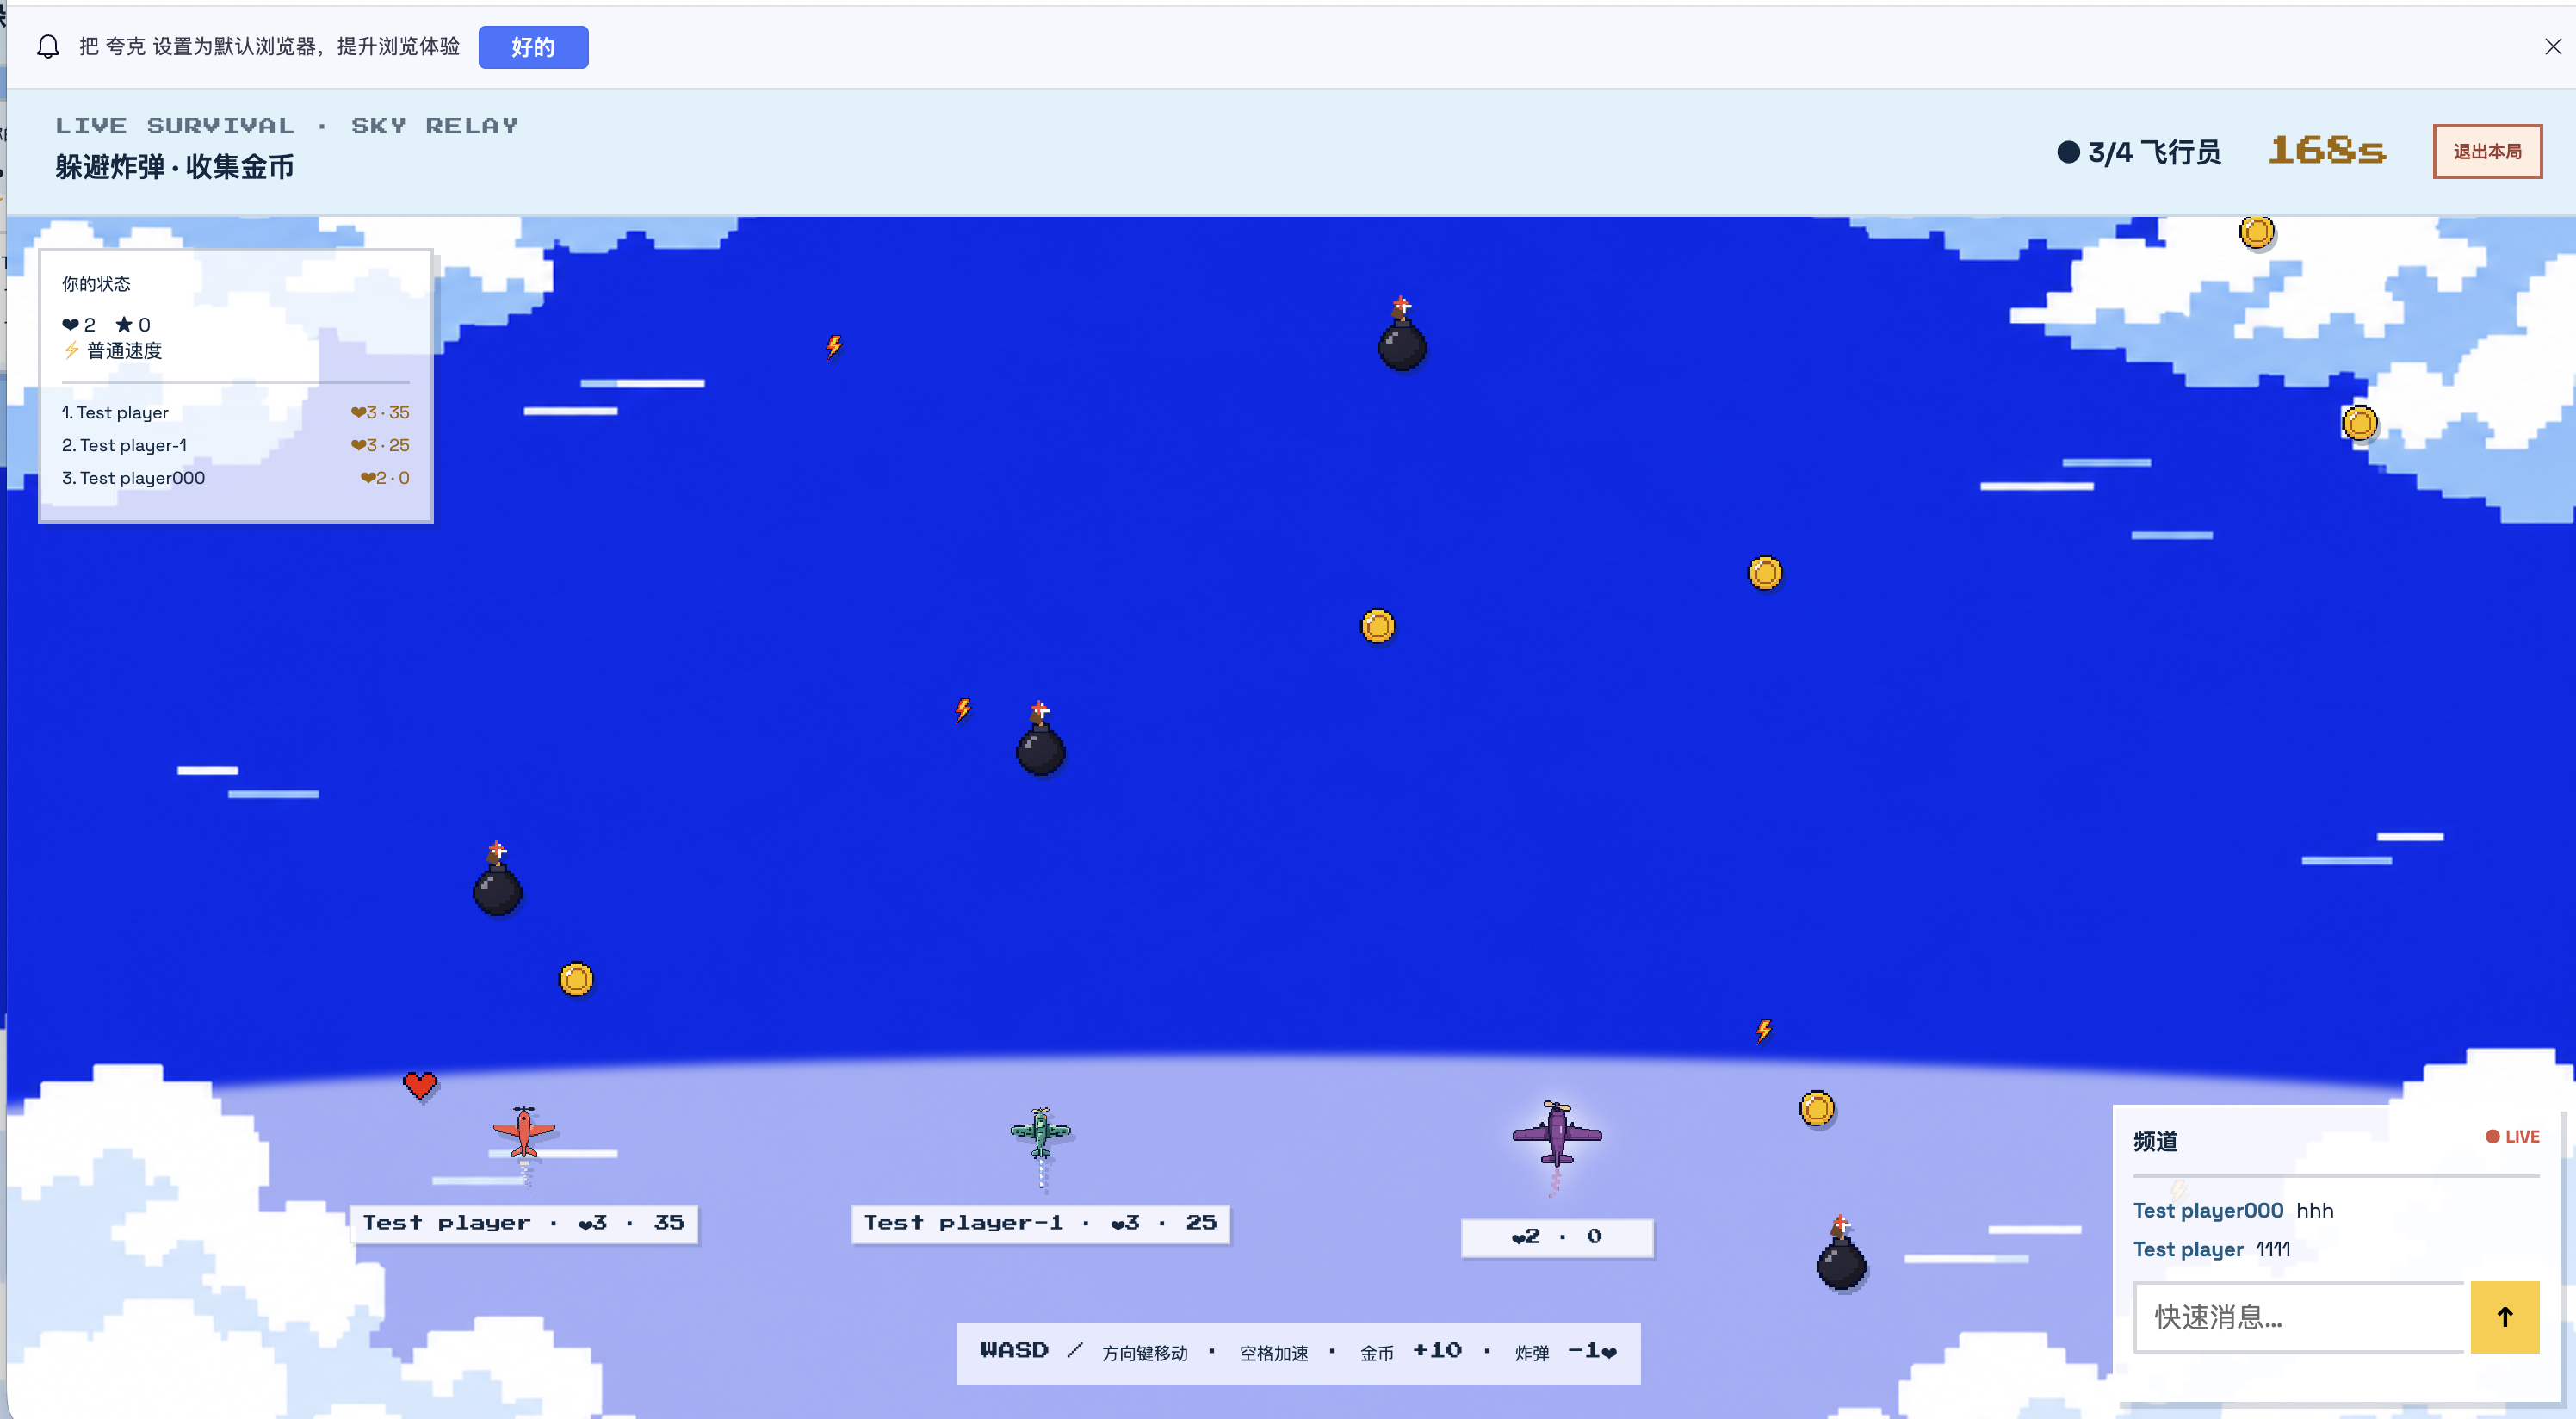 把 夸克 设置为默认浏览器，提升浏览体验 好的
LIVE SURVIVAL · SKY RELAY
躲避炸弹·收集金币
● 3/4 飞行员 168s 退出本局
你的状态
❤ 2 ★ 0
⚡ 普通速度
1. Test player ❤3 · 35
2. Test player-1 ❤3 · 25
3. Test player000 ❤2 · 0
Test player · ❤3 · 35
Test player-1 · ❤3 · 25
❤2 · 0
频道 ● LIVE
Test player000 hhh
Test player 1111
快速消息...
↑
WASD / 方向键移动 · 空格加速 · 金币 +10 · 炸弹 -1❤